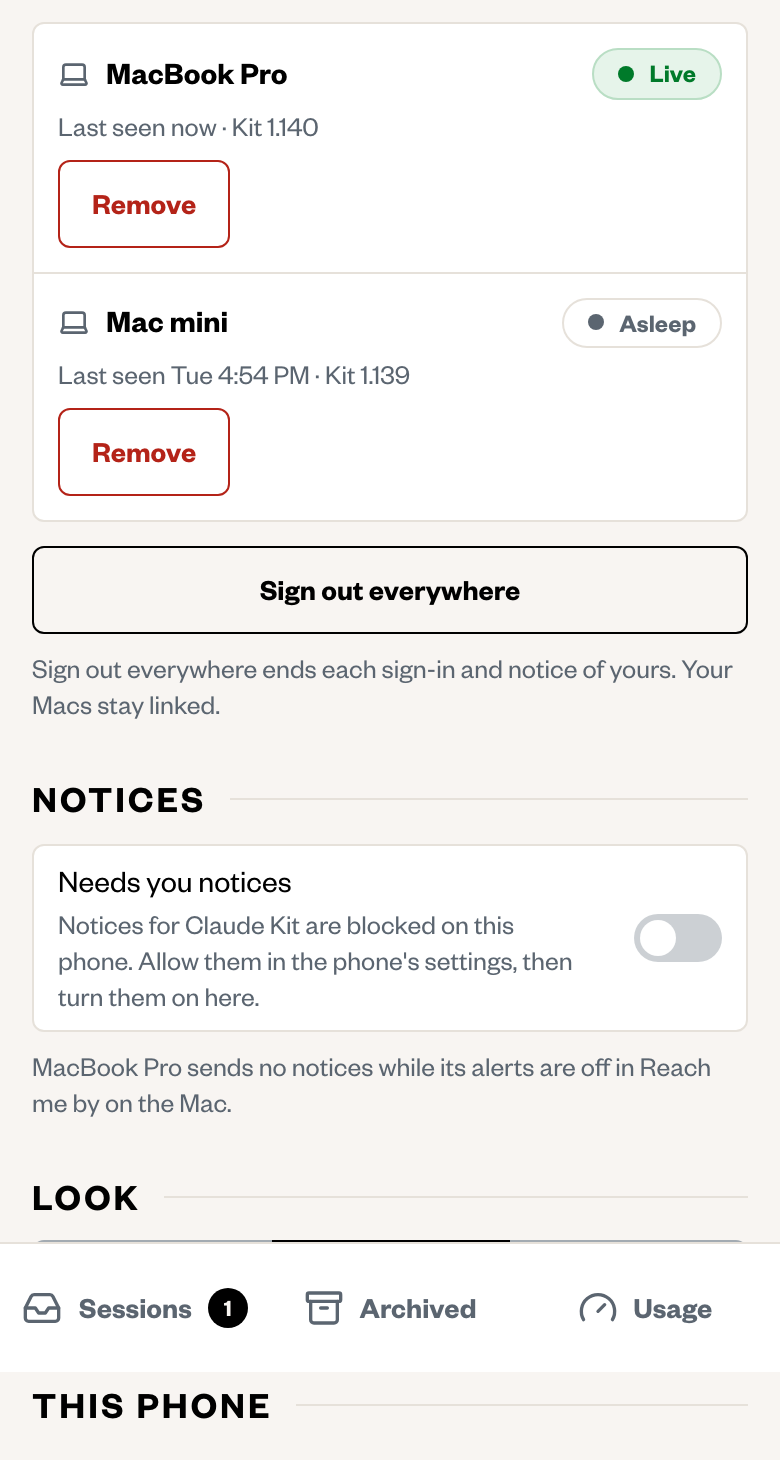 MacBook Pro
Live
Last seen now · Kit 1.140
Remove
Mac mini
Asleep
Last seen Tue 4:54 PM · Kit 1.139
Remove
Sign out everywhere
Sign out everywhere ends each sign-in and notice of yours. Your
Macs stay linked.
NOTICES
Needs you notices
Notices for Claude Kit are blocked on this
phone. Allow them in the phone's settings, then
turn them on here.
MacBook Pro sends no notices while its alerts are off in Reach
me by on the Mac.
LOOK
Sessions 1
Archived
Usage
THIS PHONE